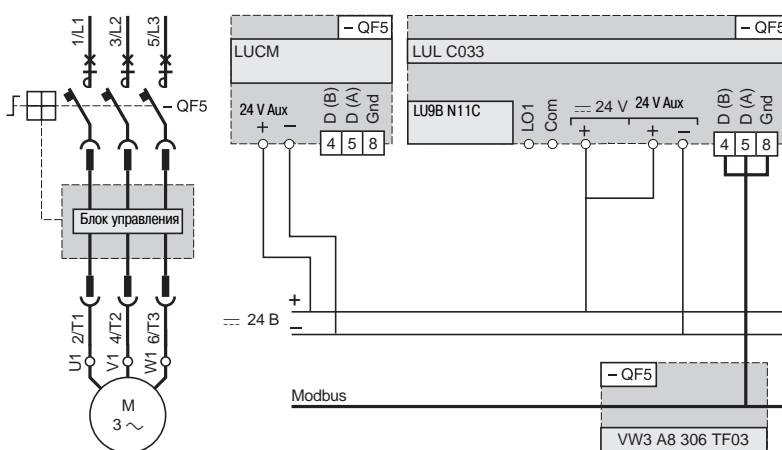 1/L1
3/L2
5/L3
– QF5
Блок управления
2/T1
4/T2
6/T3
U1
V1
W1
M
3
– QF5
LUCM
24 V Aux
+
–
D (B)
D (A)
Gnd
4 5 8
– QF5
LUL C033
LU9B N11C
LO1
Com
24 V
24 V Aux
+
+
–
D (B)
D (A)
Gnd
4 5 8
+
24 В
–
Modbus
– QF5
VW3 A8 306 TF03